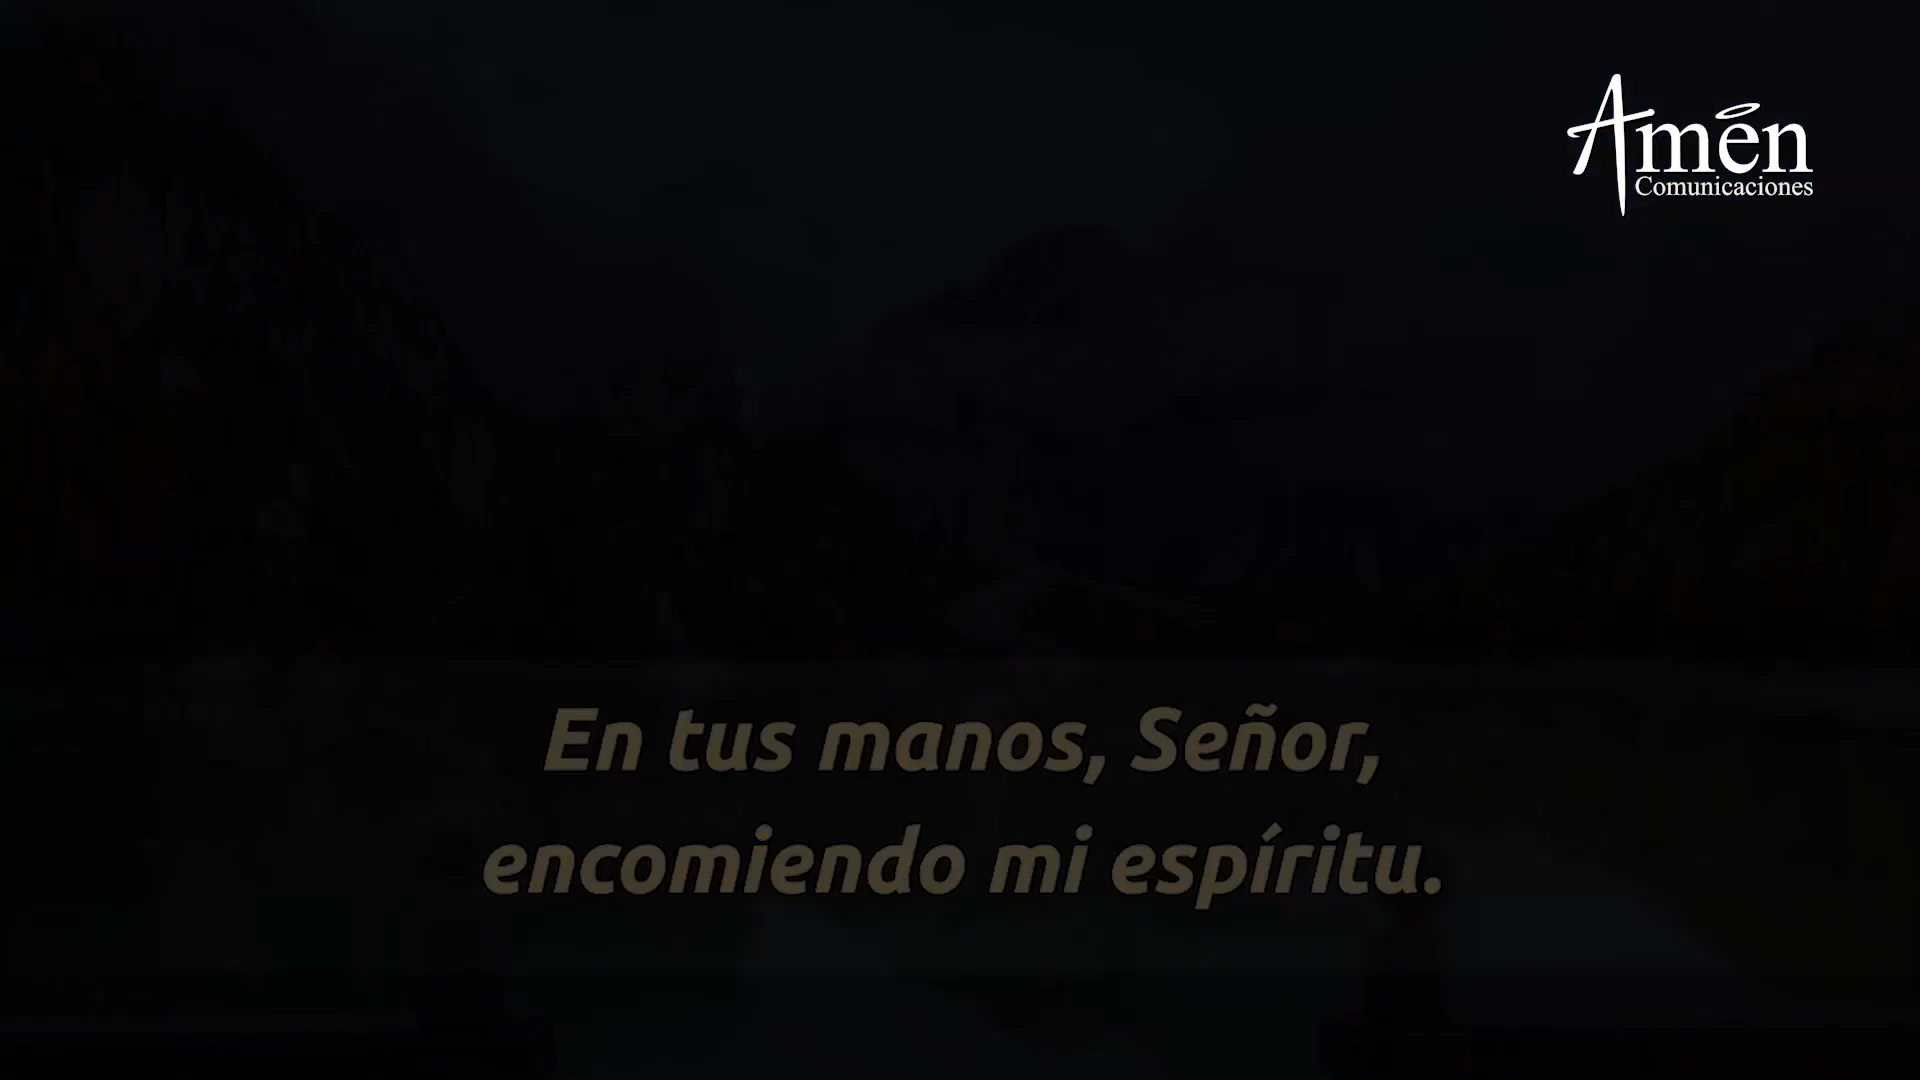 Amén
Comunicaciones
En tus manos, Señor,
encomiendo mi espíritu.